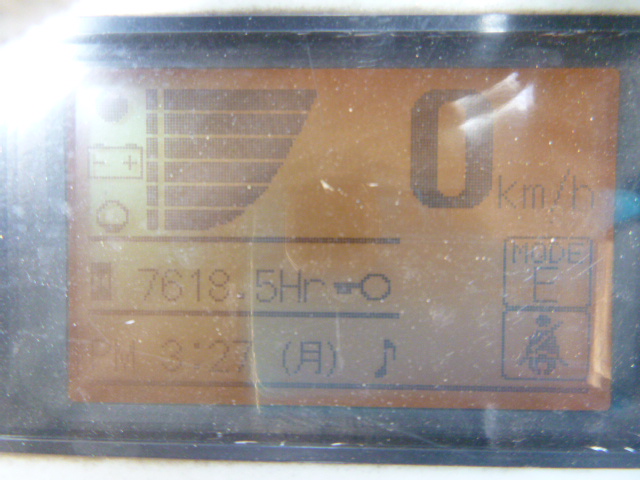 0 km/h
MODE
E
7618.5Hr
PM 3:27 (月)